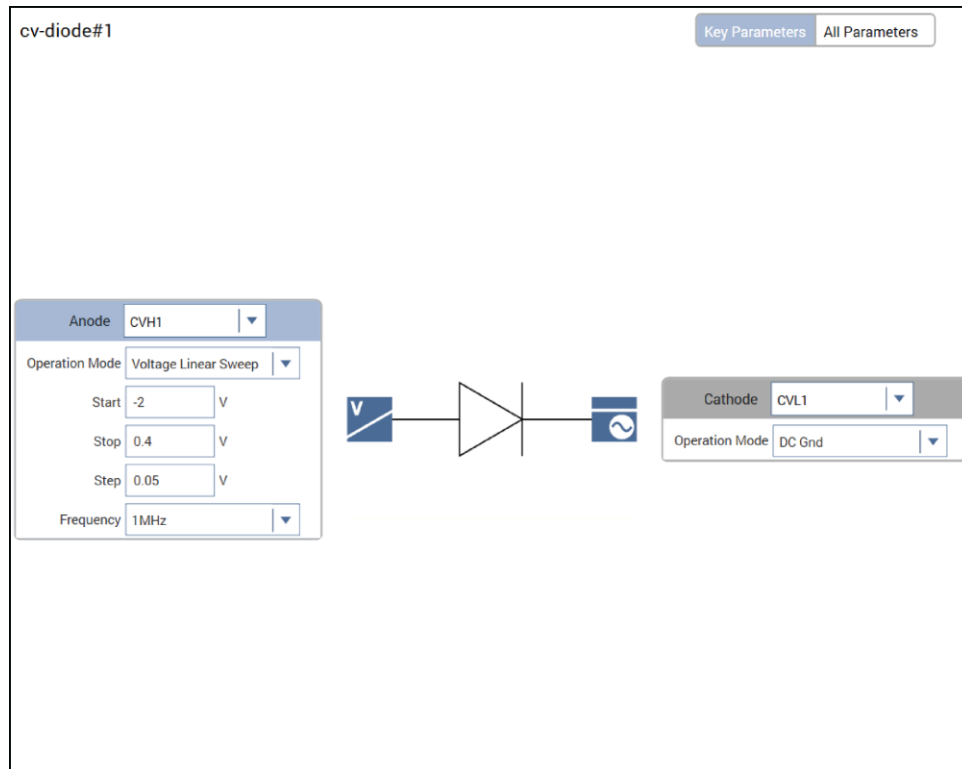 cv-diode#1
Key Parameters All Parameters
Anode CVH1
Operation Mode Voltage Linear Sweep
Start -2 V
Stop 0.4 V
Step 0.05 V
Frequency 1MHz
V
Cathode CVL1
Operation Mode DC Gnd